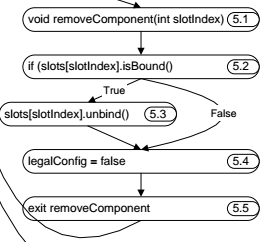 void removeComponent(int slotIndex) 5.1
if (slots[slotIndex].isBound() 5.2
True
slots[slotIndex].unbind() 5.3
False
legalConfig = false 5.4
exit removeComponent 5.5